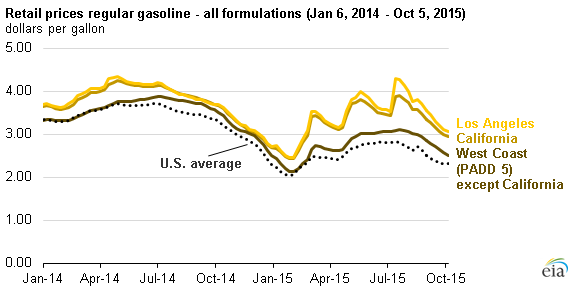 Retail prices regular gasoline - all formulations (Jan 6, 2014 - Oct 5, 2015)
dollars per gallon
5.00
4.00
3.00
2.00
1.00
0.00
Jan-14
Apr-14
Jul-14
Oct-14
Jan-15
Apr-15
Jul-15
Oct-15
U.S. average
Los Angeles
California
West Coast
(PADD 5)
except California
eia